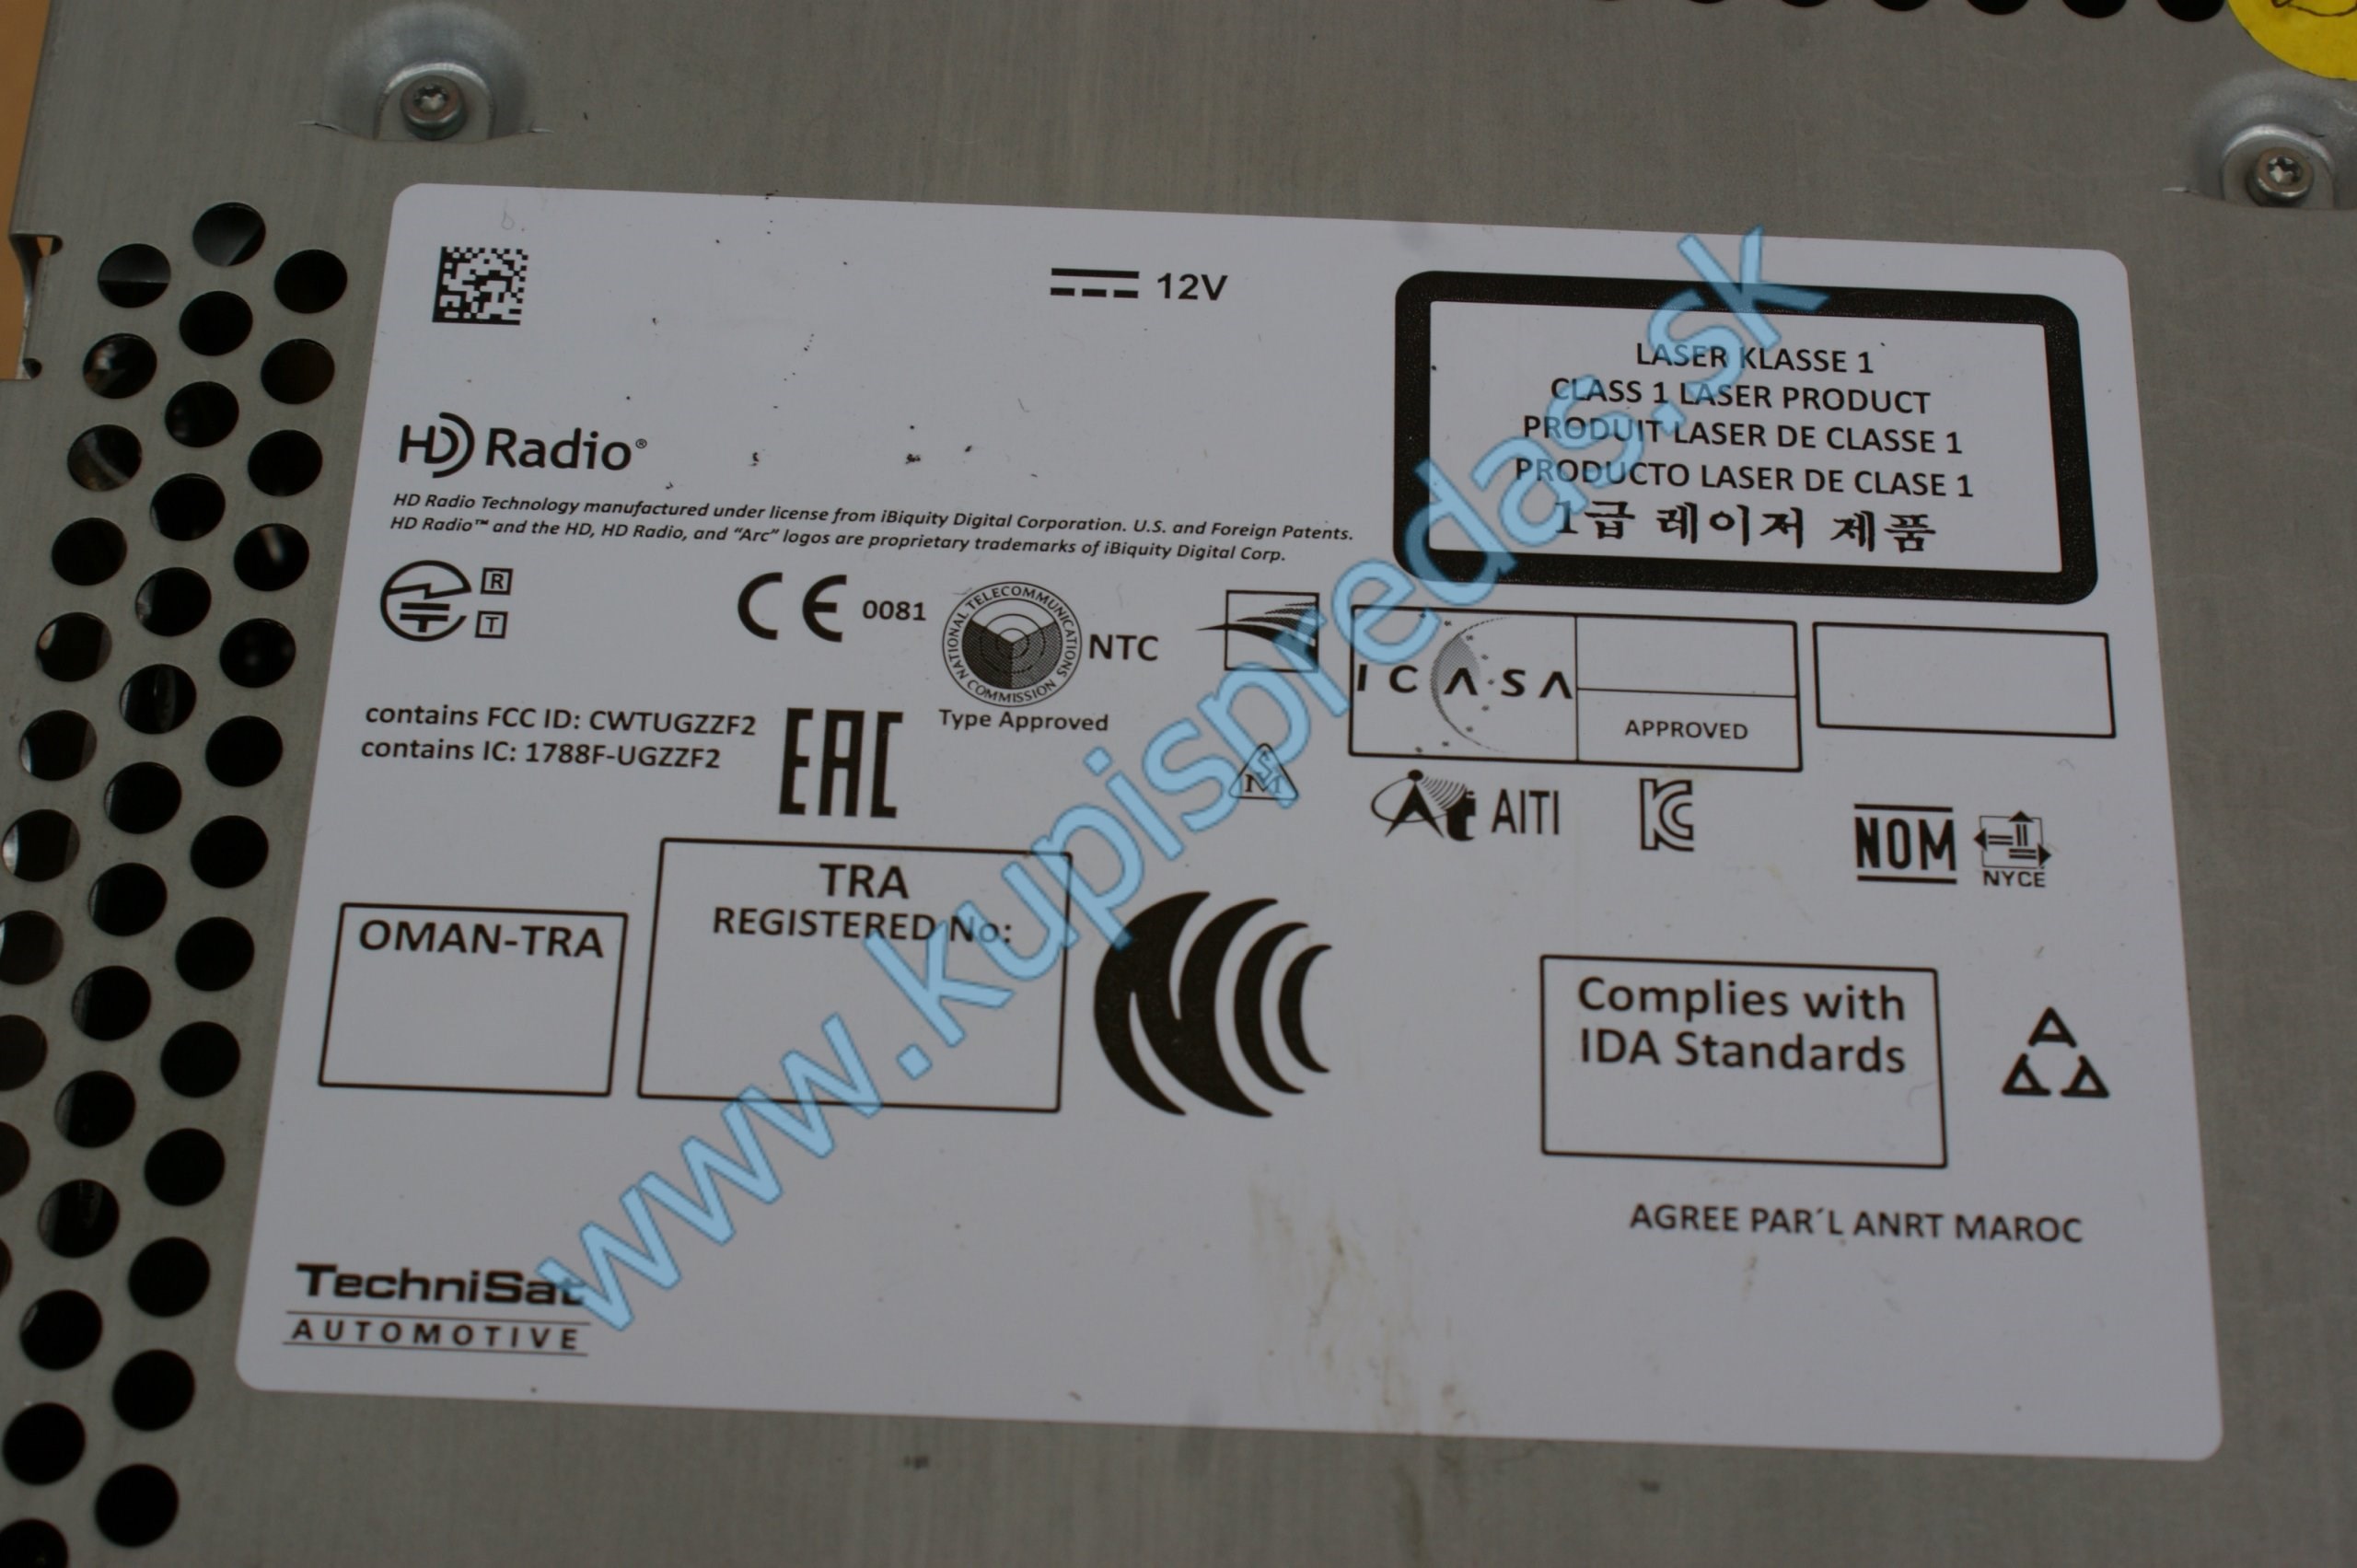 12V
LASER KLASSE 1
CLASS 1 LASER PRODUCT
PRODUIT LASER DE CLASSE 1
PRODUCTO LASER DE CLASE 1
1급 레이저 제품
HD Radio®
HD Radio Technology manufactured under license from iBiquity Digital Corporation. U.S. and Foreign Patents.
HD Radio™ and the HD, HD Radio, and “Arc” logos are proprietary trademarks of iBiquity Digital Corp.
R
T
CE 0081
NATIONAL TELECOMMUNICATIONS COMMISSION
NTC
Type Approved
ICASA
APPROVED
contains FCC ID: CWTUGZZF2
contains IC: 1788F-UGZZF2
EAC
SM
At AITI
KC
NOM
NYCE
OMAN-TRA
TRA
REGISTERED No:
NCC
Complies with
IDA Standards
AGREE PAR´L ANRT MAROC
TechniSat
AUTOMOTIVE
www.kupispredas.sk